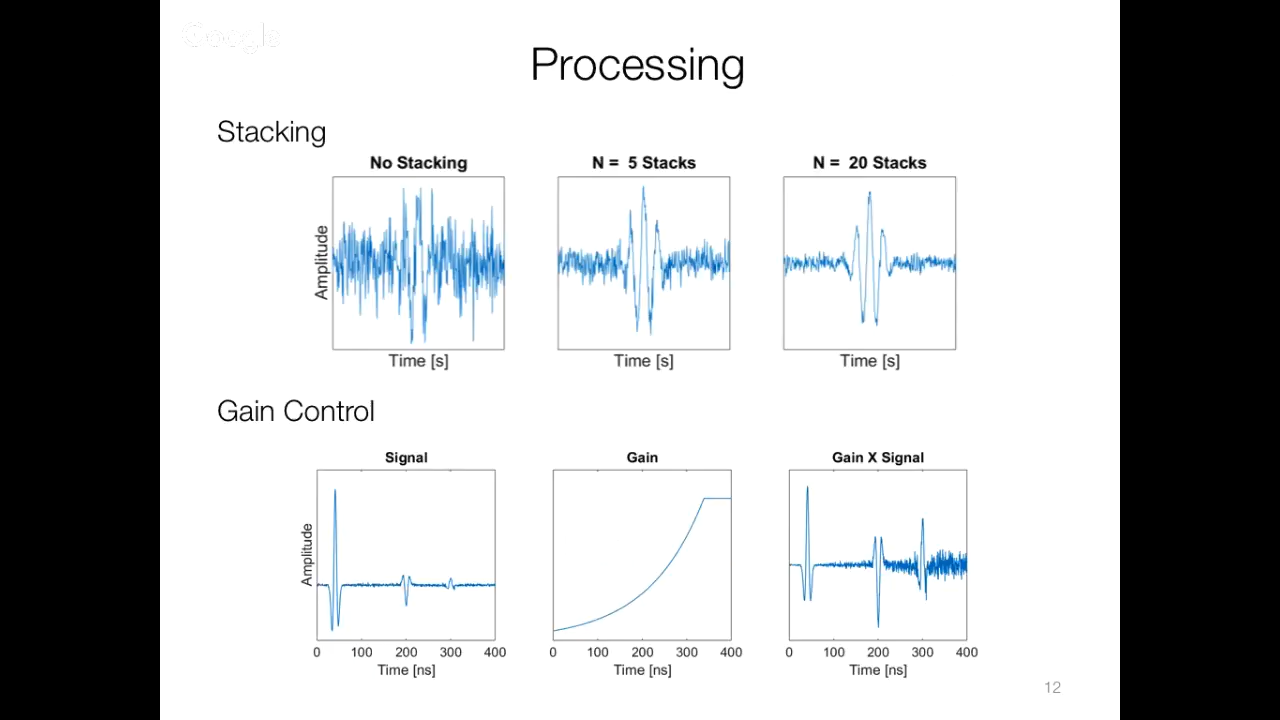 Google
Processing
Stacking
No Stacking
N = 5 Stacks
N = 20 Stacks
Amplitude
Time [s]
Time [s]
Time [s]
Gain Control
Signal
Gain
Gain X Signal
Amplitude
0 100 200 300 400
0 100 200 300 400
0 100 200 300 400
Time [ns]
Time [ns]
Time [ns]
12